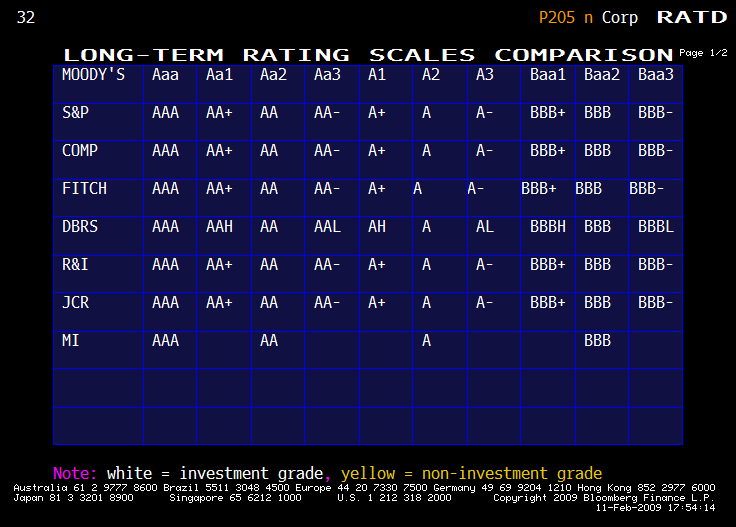 32 P205 n Corp RATD
LONG-TERM RATING SCALES COMPARISON Page 1/2
MOODY'S Aaa Aa1 Aa2 Aa3 A1 A2 A3 Baa1 Baa2 Baa3
S&P AAA AA+ AA AA- A+ A A- BBB+ BBB BBB-
COMP AAA AA+ AA AA- A+ A A- BBB+ BBB BBB-
FITCH AAA AA+ AA AA- A+ A A- BBB+ BBB BBB-
DBRS AAA AAH AA AAL AH A AL BBBH BBB BBBL
R&I AAA AA+ AA AA- A+ A A- BBB+ BBB BBB-
JCR AAA AA+ AA AA- A+ A A- BBB+ BBB BBB-
MI AAA AA A BBB
Note: white = investment grade, yellow = non-investment grade
Australia 61 2 9777 8600 Brazil 5511 3048 4500 Europe 44 20 7330 7500 Germany 49 69 9204 1210 Hong Kong 852 2977 6000
Japan 81 3 3201 8900 Singapore 65 6212 1000 U.S. 1 212 318 2000 Copyright 2009 Bloomberg Finance L.P.
11-Feb-2009 17:54:14